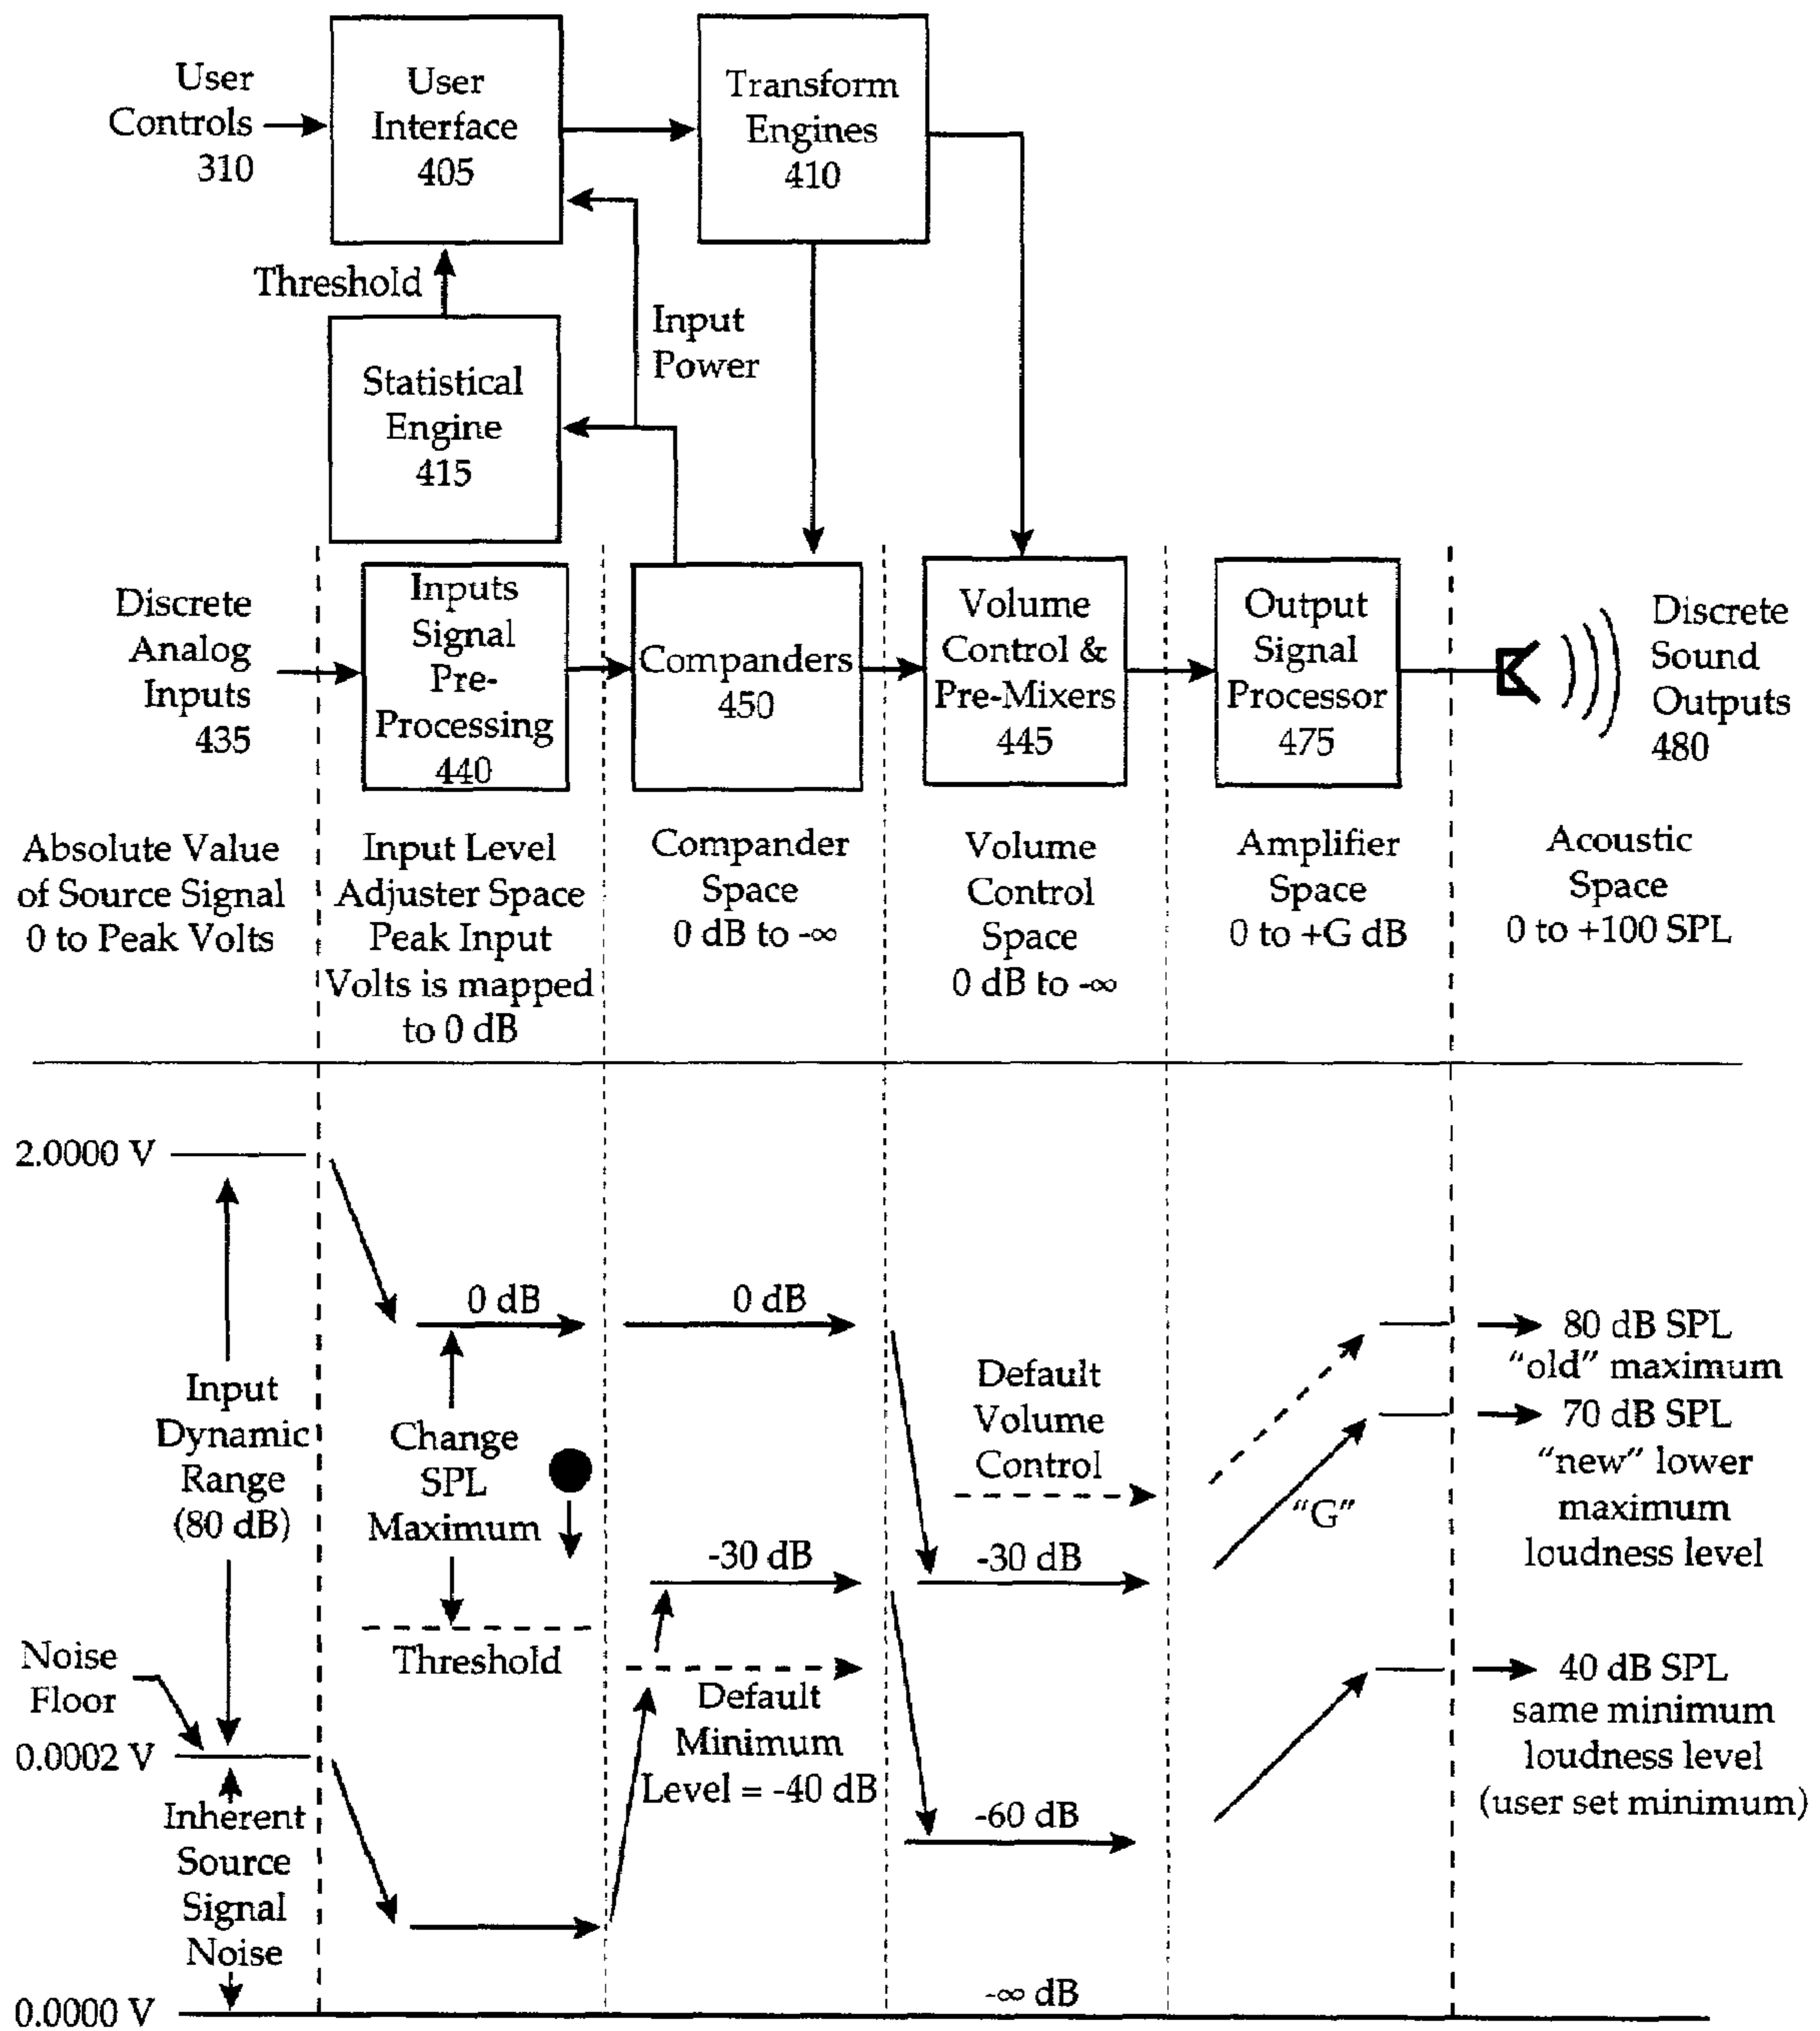 User
Controls
310
User
Interface
405
Transform
Engines
410
Threshold
Input
Power
Statistical
Engine
415
Discrete
Analog
Inputs
435
Inputs
Signal
Pre-
Processing
440
Companders
450
Volume
Control &
Pre-Mixers
445
Output
Signal
Processor
475
Discrete
Sound
Outputs
480
Absolute Value
of Source Signal
0 to Peak Volts
Input Level
Adjuster Space
Peak Input
Volts is mapped
to 0 dB
Compander
Space
0 dB to -∞
Volume
Control
Space
0 dB to -∞
Amplifier
Space
0 to +G dB
Acoustic
Space
0 to +100 SPL
2.0000 V
Input
Dynamic
Range
(80 dB)
Noise
Floor
0.0002 V
Inherent
Source
Signal
Noise
0.0000 V
0 dB
Change
SPL
Maximum
Threshold
0 dB
-30 dB
Default
Minimum
Level = -40 dB
Default
Volume
Control
-30 dB
-60 dB
-∞ dB
“G”
80 dB SPL
“old” maximum
70 dB SPL
“new” lower
maximum
loudness level
40 dB SPL
same minimum
loudness level
(user set minimum)